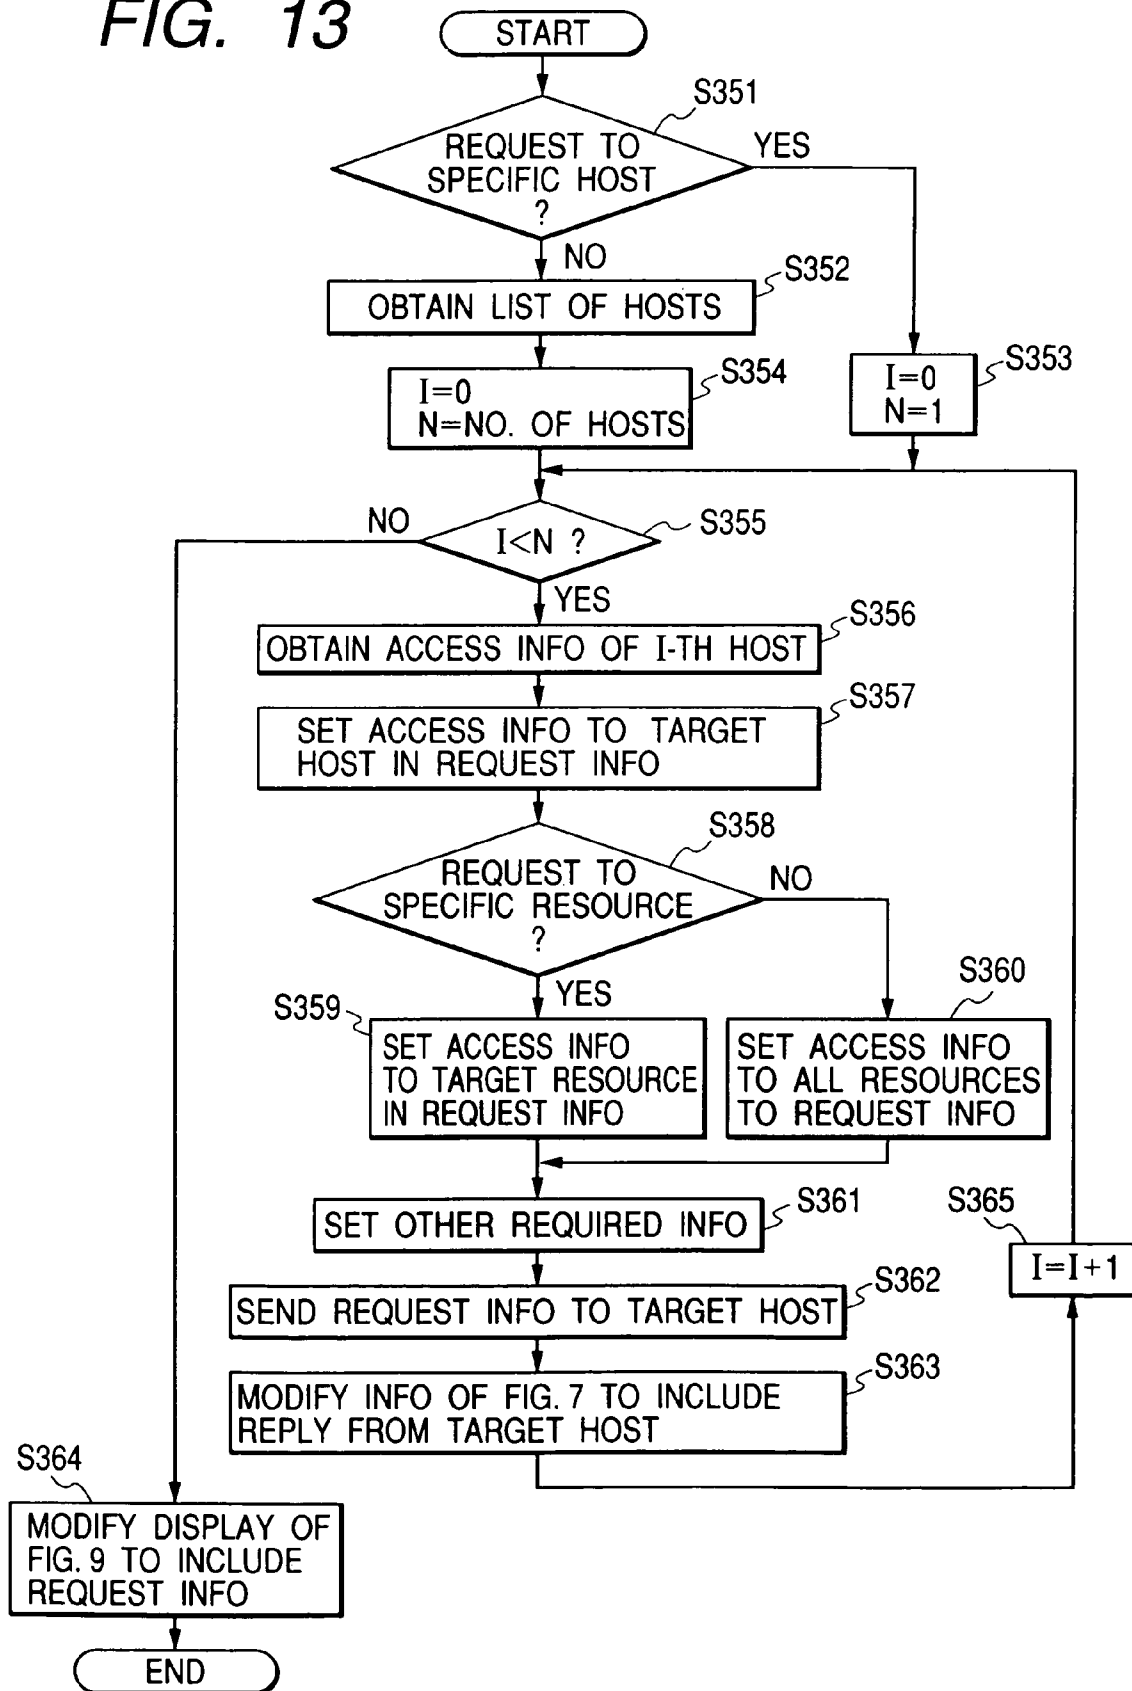 FIG. 13
START
S351
REQUEST TO
SPECIFIC HOST
?
YES
NO
S352
OBTAIN LIST OF HOSTS
S354
I=0
N=NO. OF HOSTS
S353
I=0
N=1
NO
S355
I<N ?
YES
S356
OBTAIN ACCESS INFO OF I-TH HOST
S357
SET ACCESS INFO TO TARGET
HOST IN REQUEST INFO
S358
REQUEST TO
SPECIFIC RESOURCE
?
NO
YES
S359
SET ACCESS INFO
TO TARGET RESOURCE
IN REQUEST INFO
S360
SET ACCESS INFO
TO ALL RESOURCES
TO REQUEST INFO
S361
SET OTHER REQUIRED INFO
S365
I=I+1
S362
SEND REQUEST INFO TO TARGET HOST
S363
MODIFY INFO OF FIG. 7 TO INCLUDE
REPLY FROM TARGET HOST
S364
MODIFY DISPLAY OF
FIG. 9 TO INCLUDE
REQUEST INFO
END